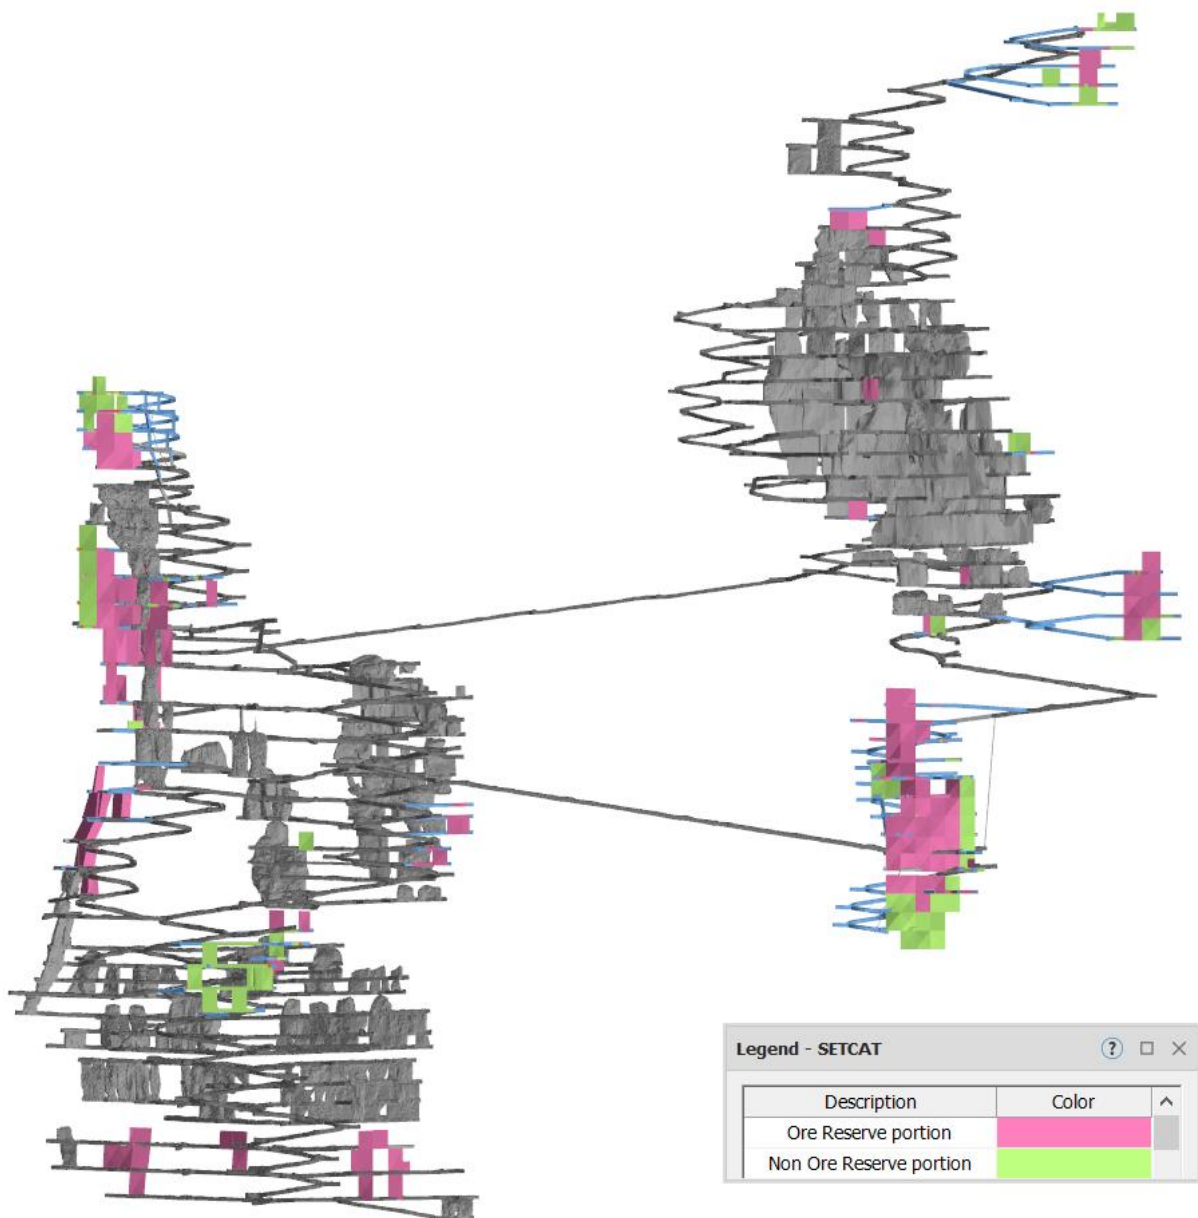 Legend - SETCAT
?
Description Color
Ore Reserve portion
Non Ore Reserve portion